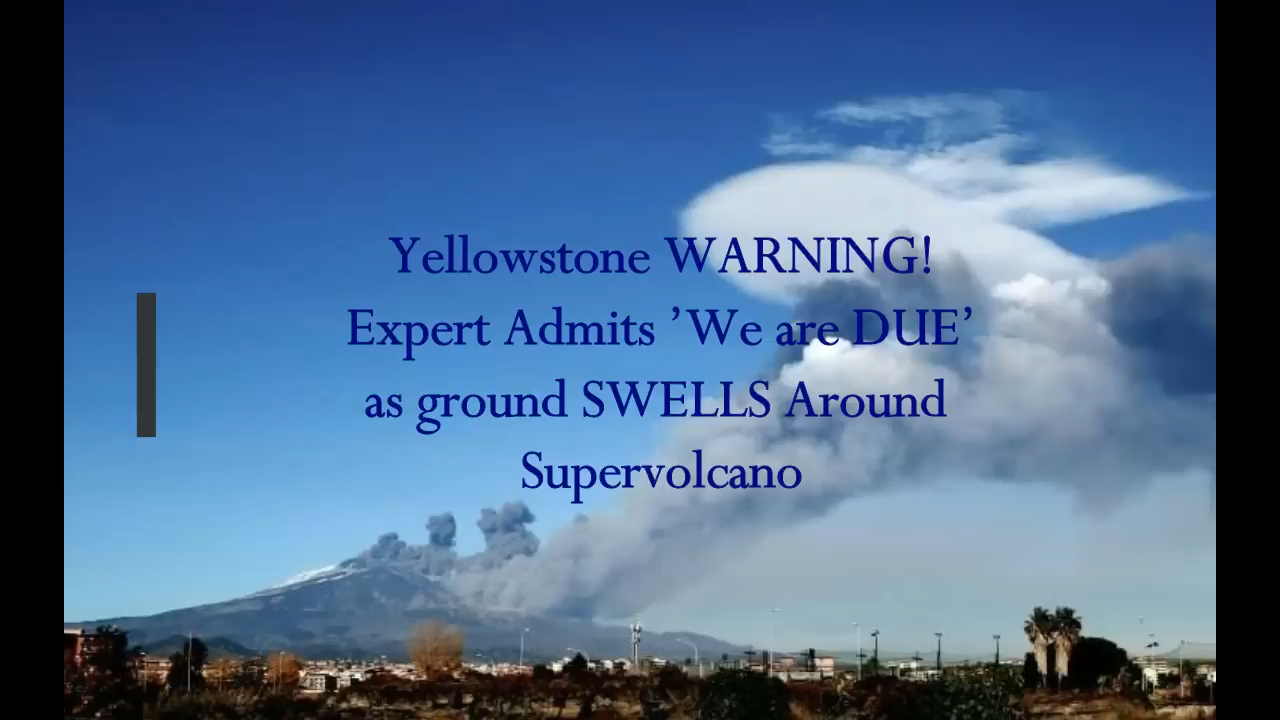 Yellowstone WARNING!
Expert Admits ’We are DUE’
as ground SWELLS Around
Supervolcano